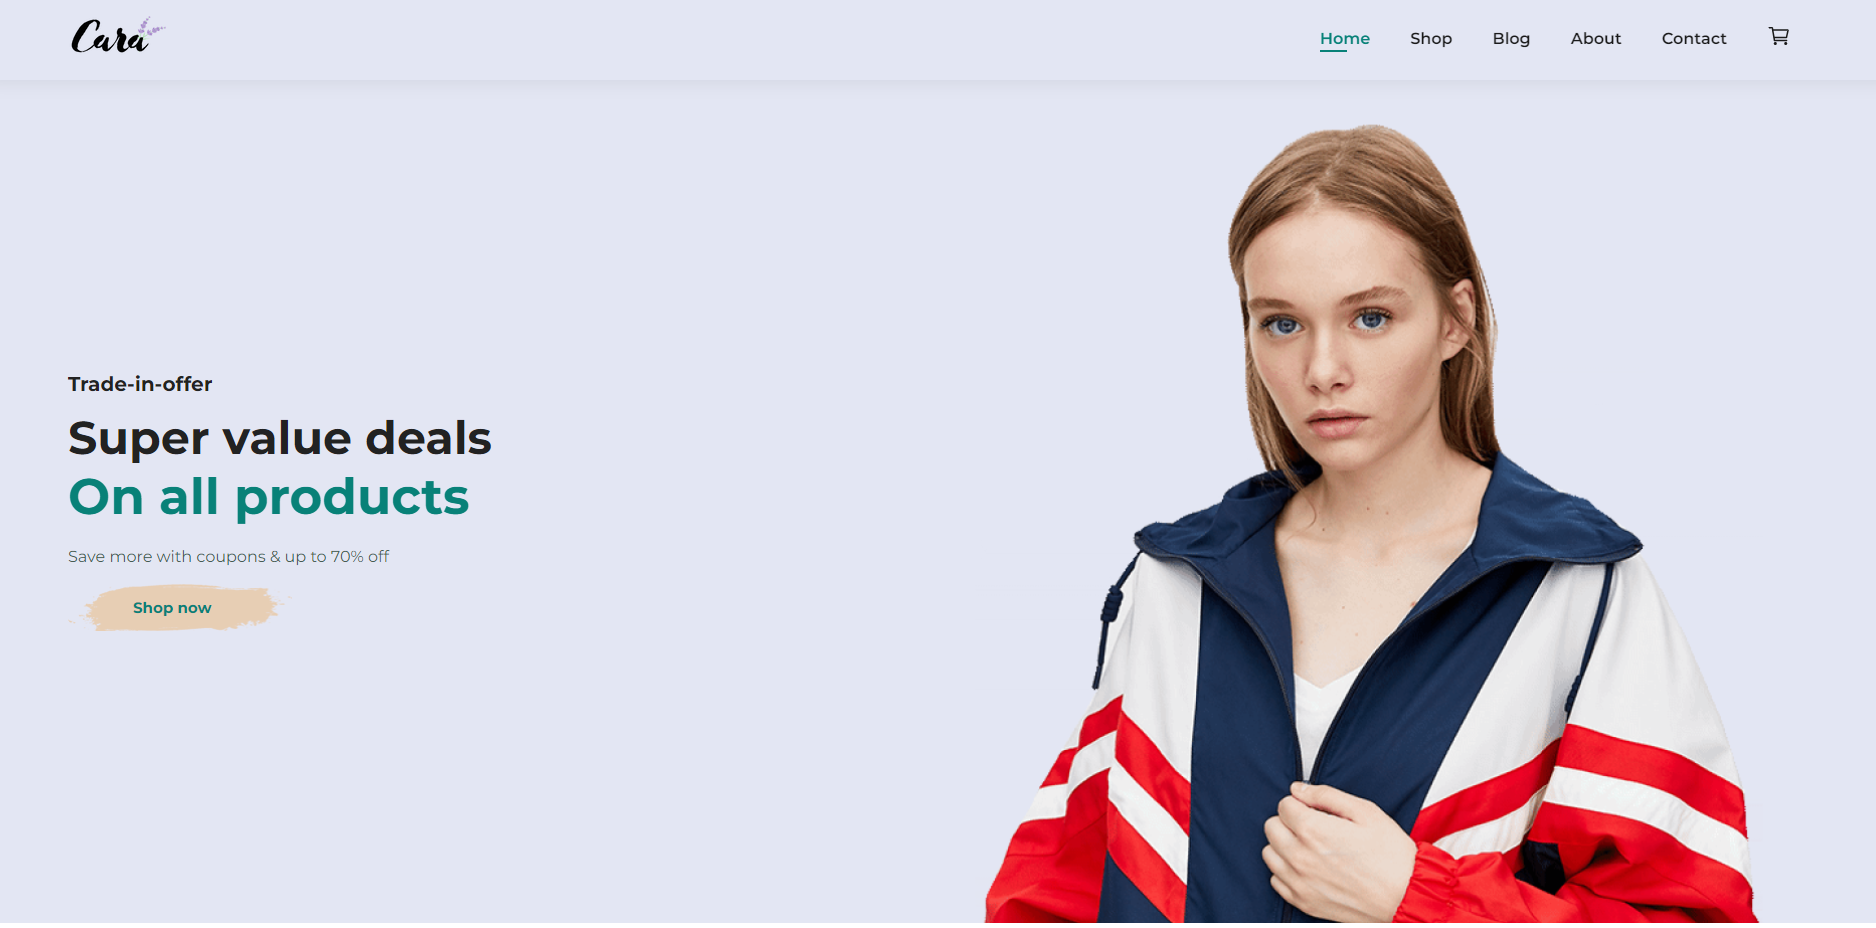 Cara
Home Shop Blog About Contact
Trade-in-offer
Super value deals
On all products
Save more with coupons & up to 70% off
Shop now